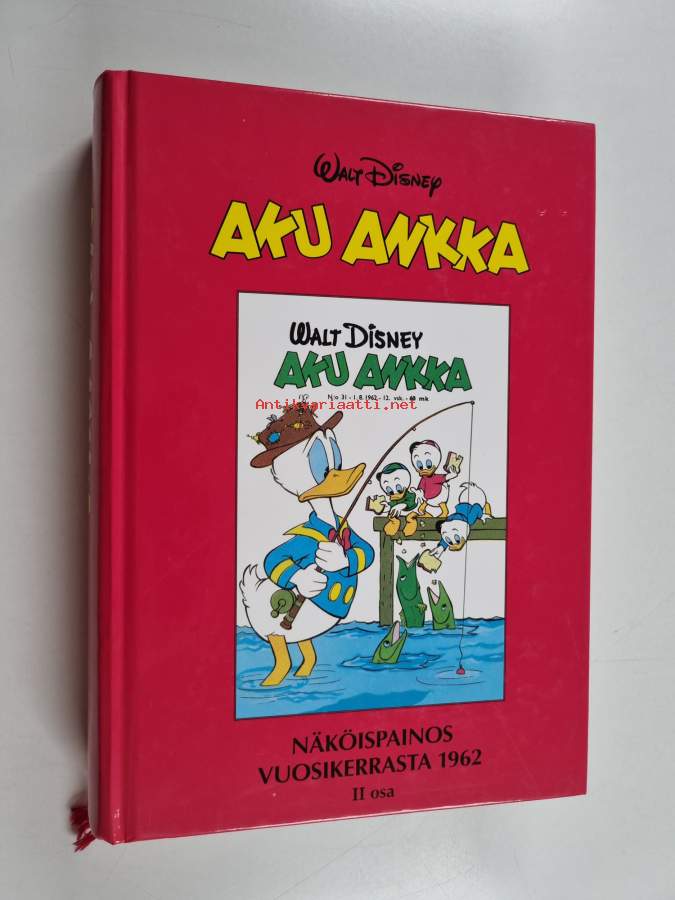 WALT DISNEY
AKU ANKKA
WALT DISNEY
AKU ANKKA
N:o 31 - 1.8.1962 - 12. vsk. - 60 mk
Antikvariaatti.net
NÄKÖISPAINOS
VUOSIKERRASTA 1962
II osa